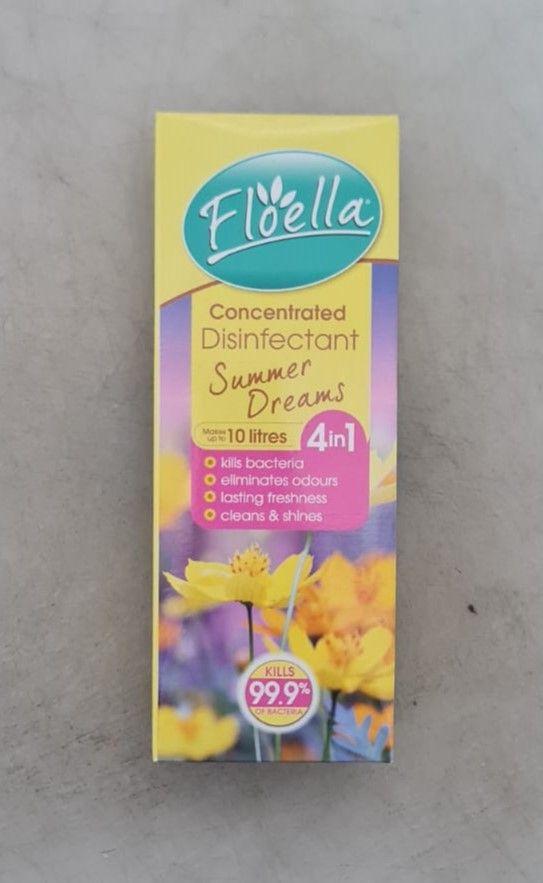 Floella
Concentrated
Disinfectant
Summer
Dreams
Makes
up to 10 litres
4in1
kills bacteria
eliminates odours
lasting freshness
cleans & shines
KILLS
99.9%
OF BACTERIA